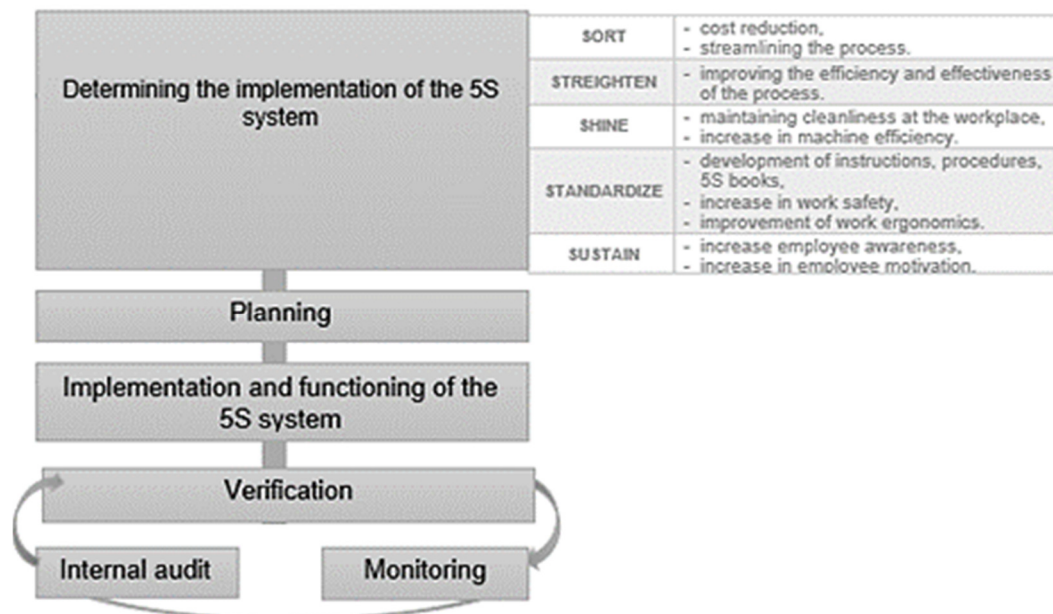 Determining the implementation of the 5S
system
SORT
- cost reduction,
- streamlining the process.
STREIGHTEN
- improving the efficiency and effectiveness
of the process.
SHINE
- maintaining cleanliness at the workplace,
- increase in machine efficiency.
STANDARDIZE
- development of instructions, procedures,
5S books,
- increase in work safety,
- improvement of work ergonomics.
SUSTAIN
- increase employee awareness,
- increase in employee motivation.
Planning
Implementation and functioning of the
5S system
Verification
Internal audit
Monitoring